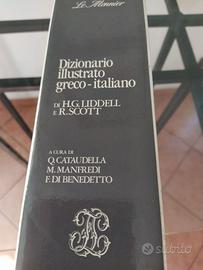 Le Monnier
Dizionario
illustrato
greco-italiano
DI H.G. LIDDELL
E R. SCOTT
A CURA DI
Q. CATAUDELLA
M. MANFREDI
F. DI BENEDETTO
subito